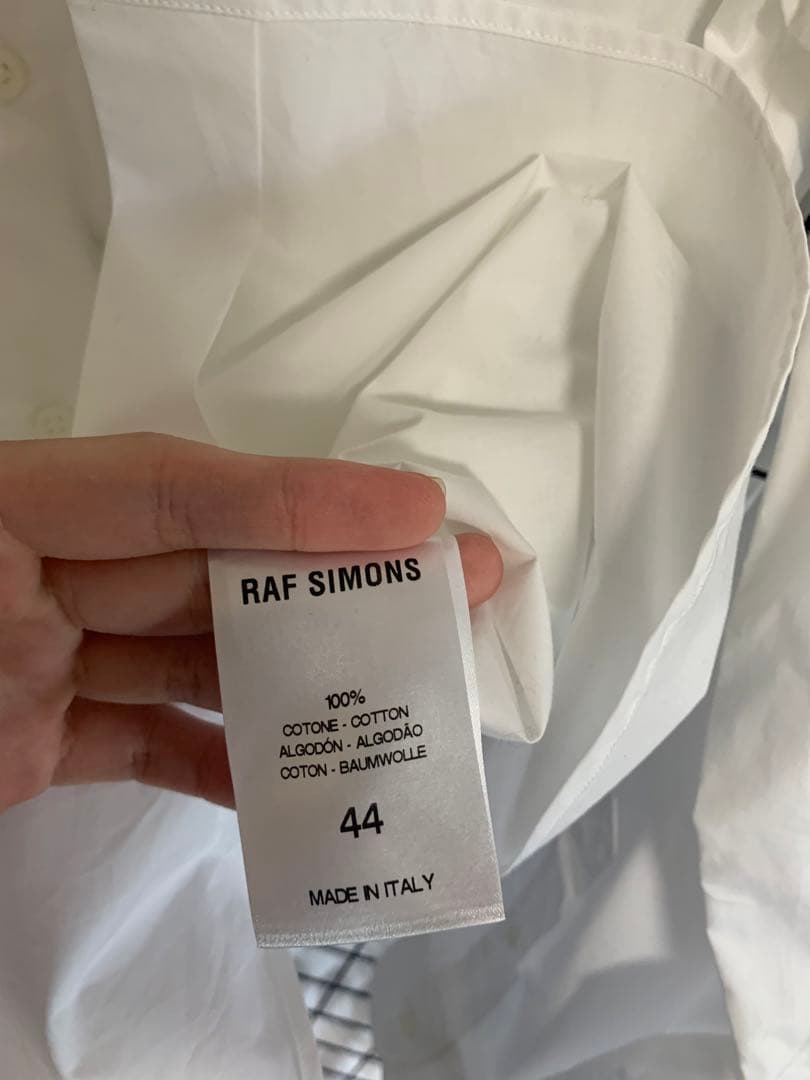 RAF SIMONS
100%
COTONE - COTTON
ALGODÓN - ALGODÃO
COTON - BAUMWOLLE
44
MADE IN ITALY